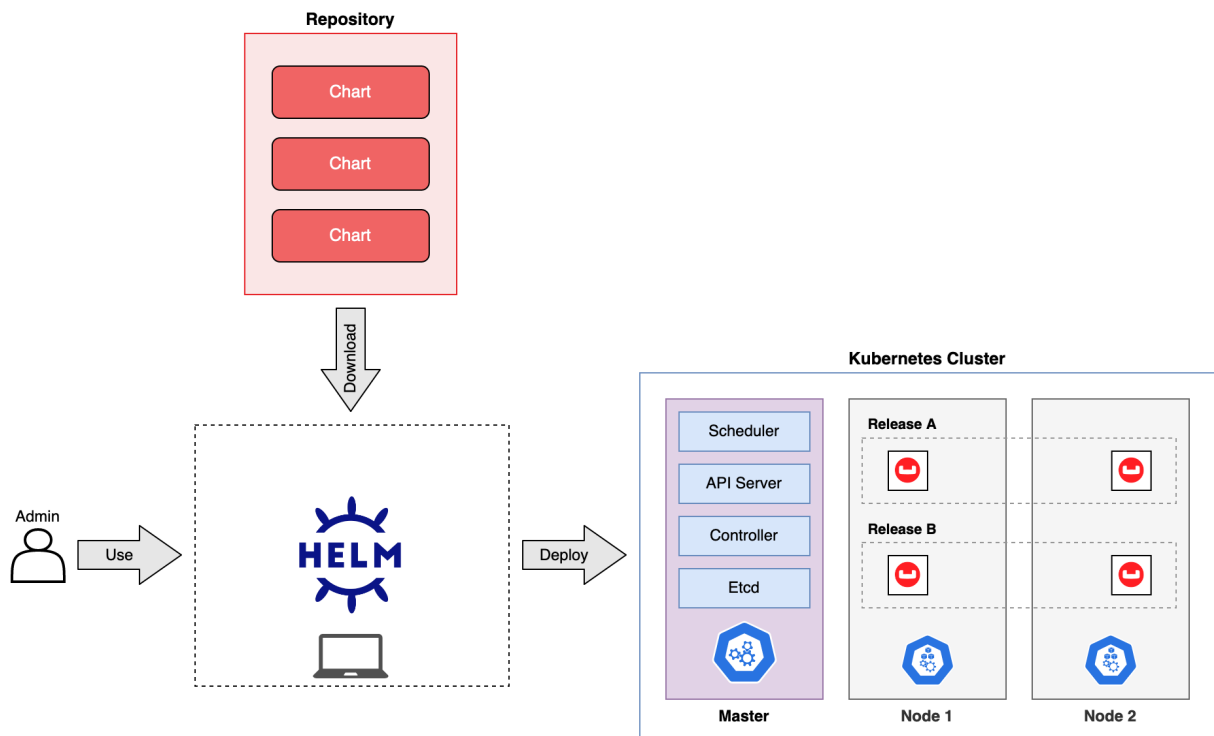 Repository
Chart
Chart
Chart
Download
Admin
Use
HELM
Deploy
Kubernetes Cluster
Scheduler
API Server
Controller
Etcd
Master
Release A
Release B
Node 1
Node 2